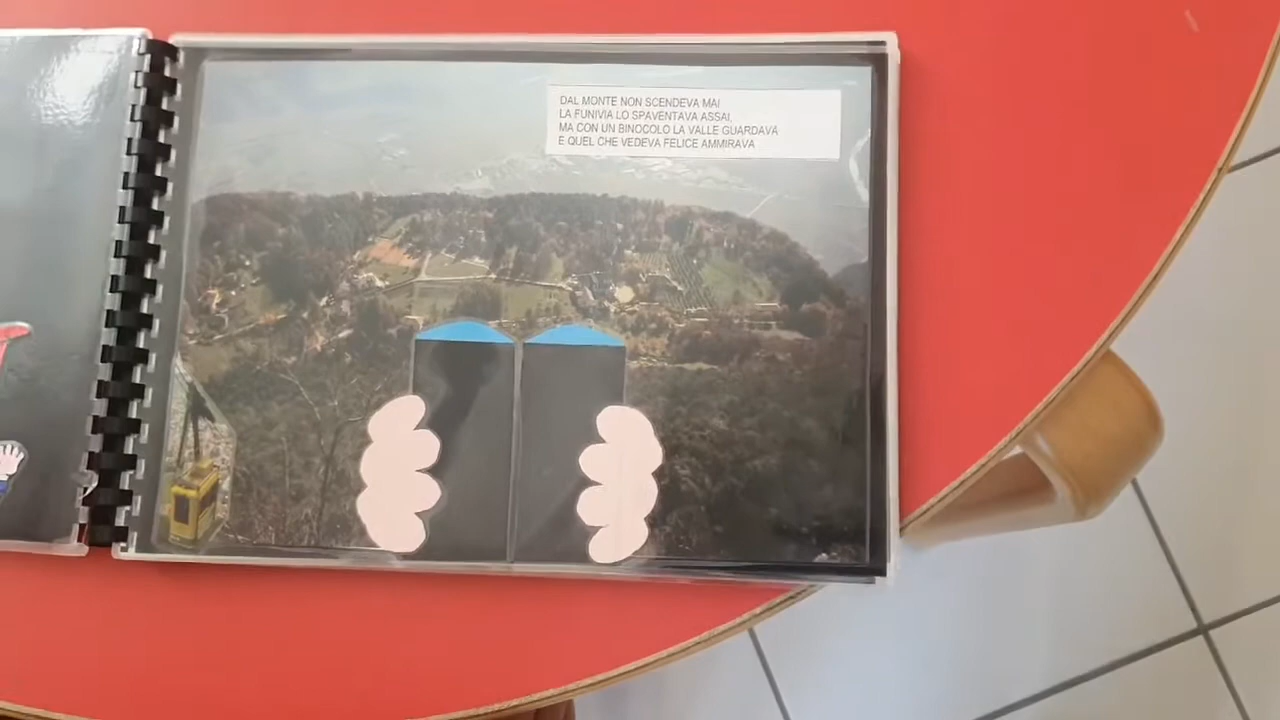 DAL MONTE NON SCENDEVA MAI
LA FUNIVIA LO SPAVENTAVA ASSAI,
MA CON UN BINOCOLO LA VALLE GUARDAVA
E QUEL CHE VEDEVA FELICE AMMIRAVA